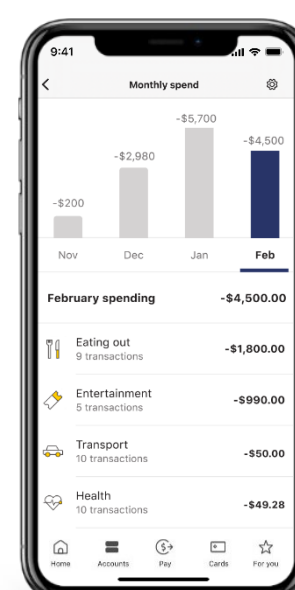 9:41
Monthly spend
-$5,700
-$4,500
-$2,980
-$200
Nov Dec Jan Feb
February spending -$4,500.00
Eating out
9 transactions
-$1,800.00
Entertainment
5 transactions
-$990.00
Transport
10 transactions
-$50.00
Health
10 transactions
-$49.28
Home Accounts Pay Cards For you